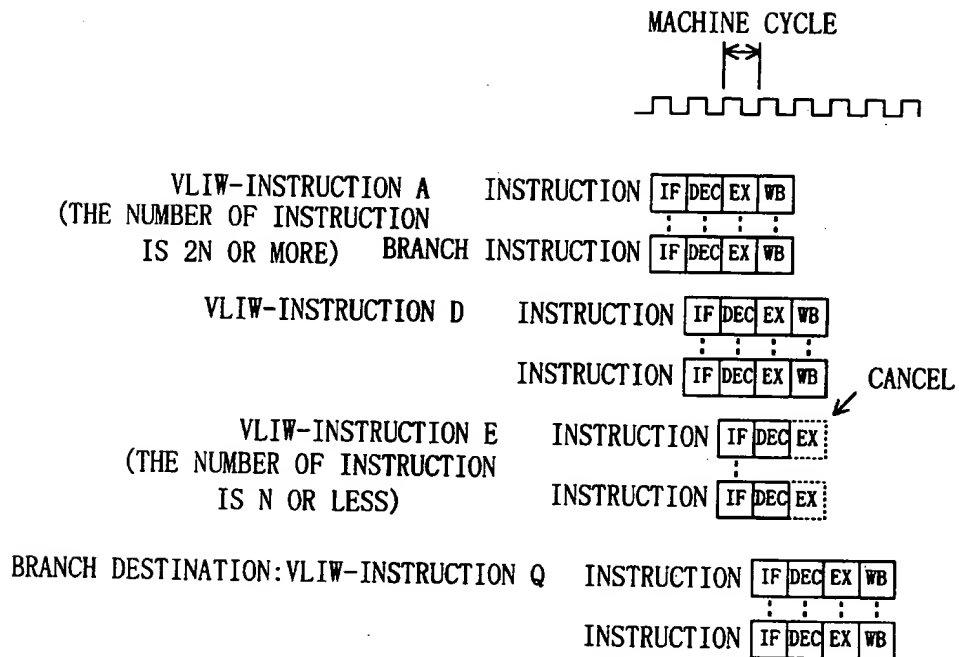 MACHINE CYCLE
VLIW-INSTRUCTION A INSTRUCTION IF DEC EX WB
(THE NUMBER OF INSTRUCTION
IS 2N OR MORE) BRANCH INSTRUCTION IF DEC EX WB
VLIW-INSTRUCTION D INSTRUCTION IF DEC EX WB
INSTRUCTION IF DEC EX WB
CANCEL
VLIW-INSTRUCTION E INSTRUCTION IF DEC EX
(THE NUMBER OF INSTRUCTION
IS N OR LESS) INSTRUCTION IF DEC EX
BRANCH DESTINATION:VLIW-INSTRUCTION Q INSTRUCTION IF DEC EX WB
INSTRUCTION IF DEC EX WB